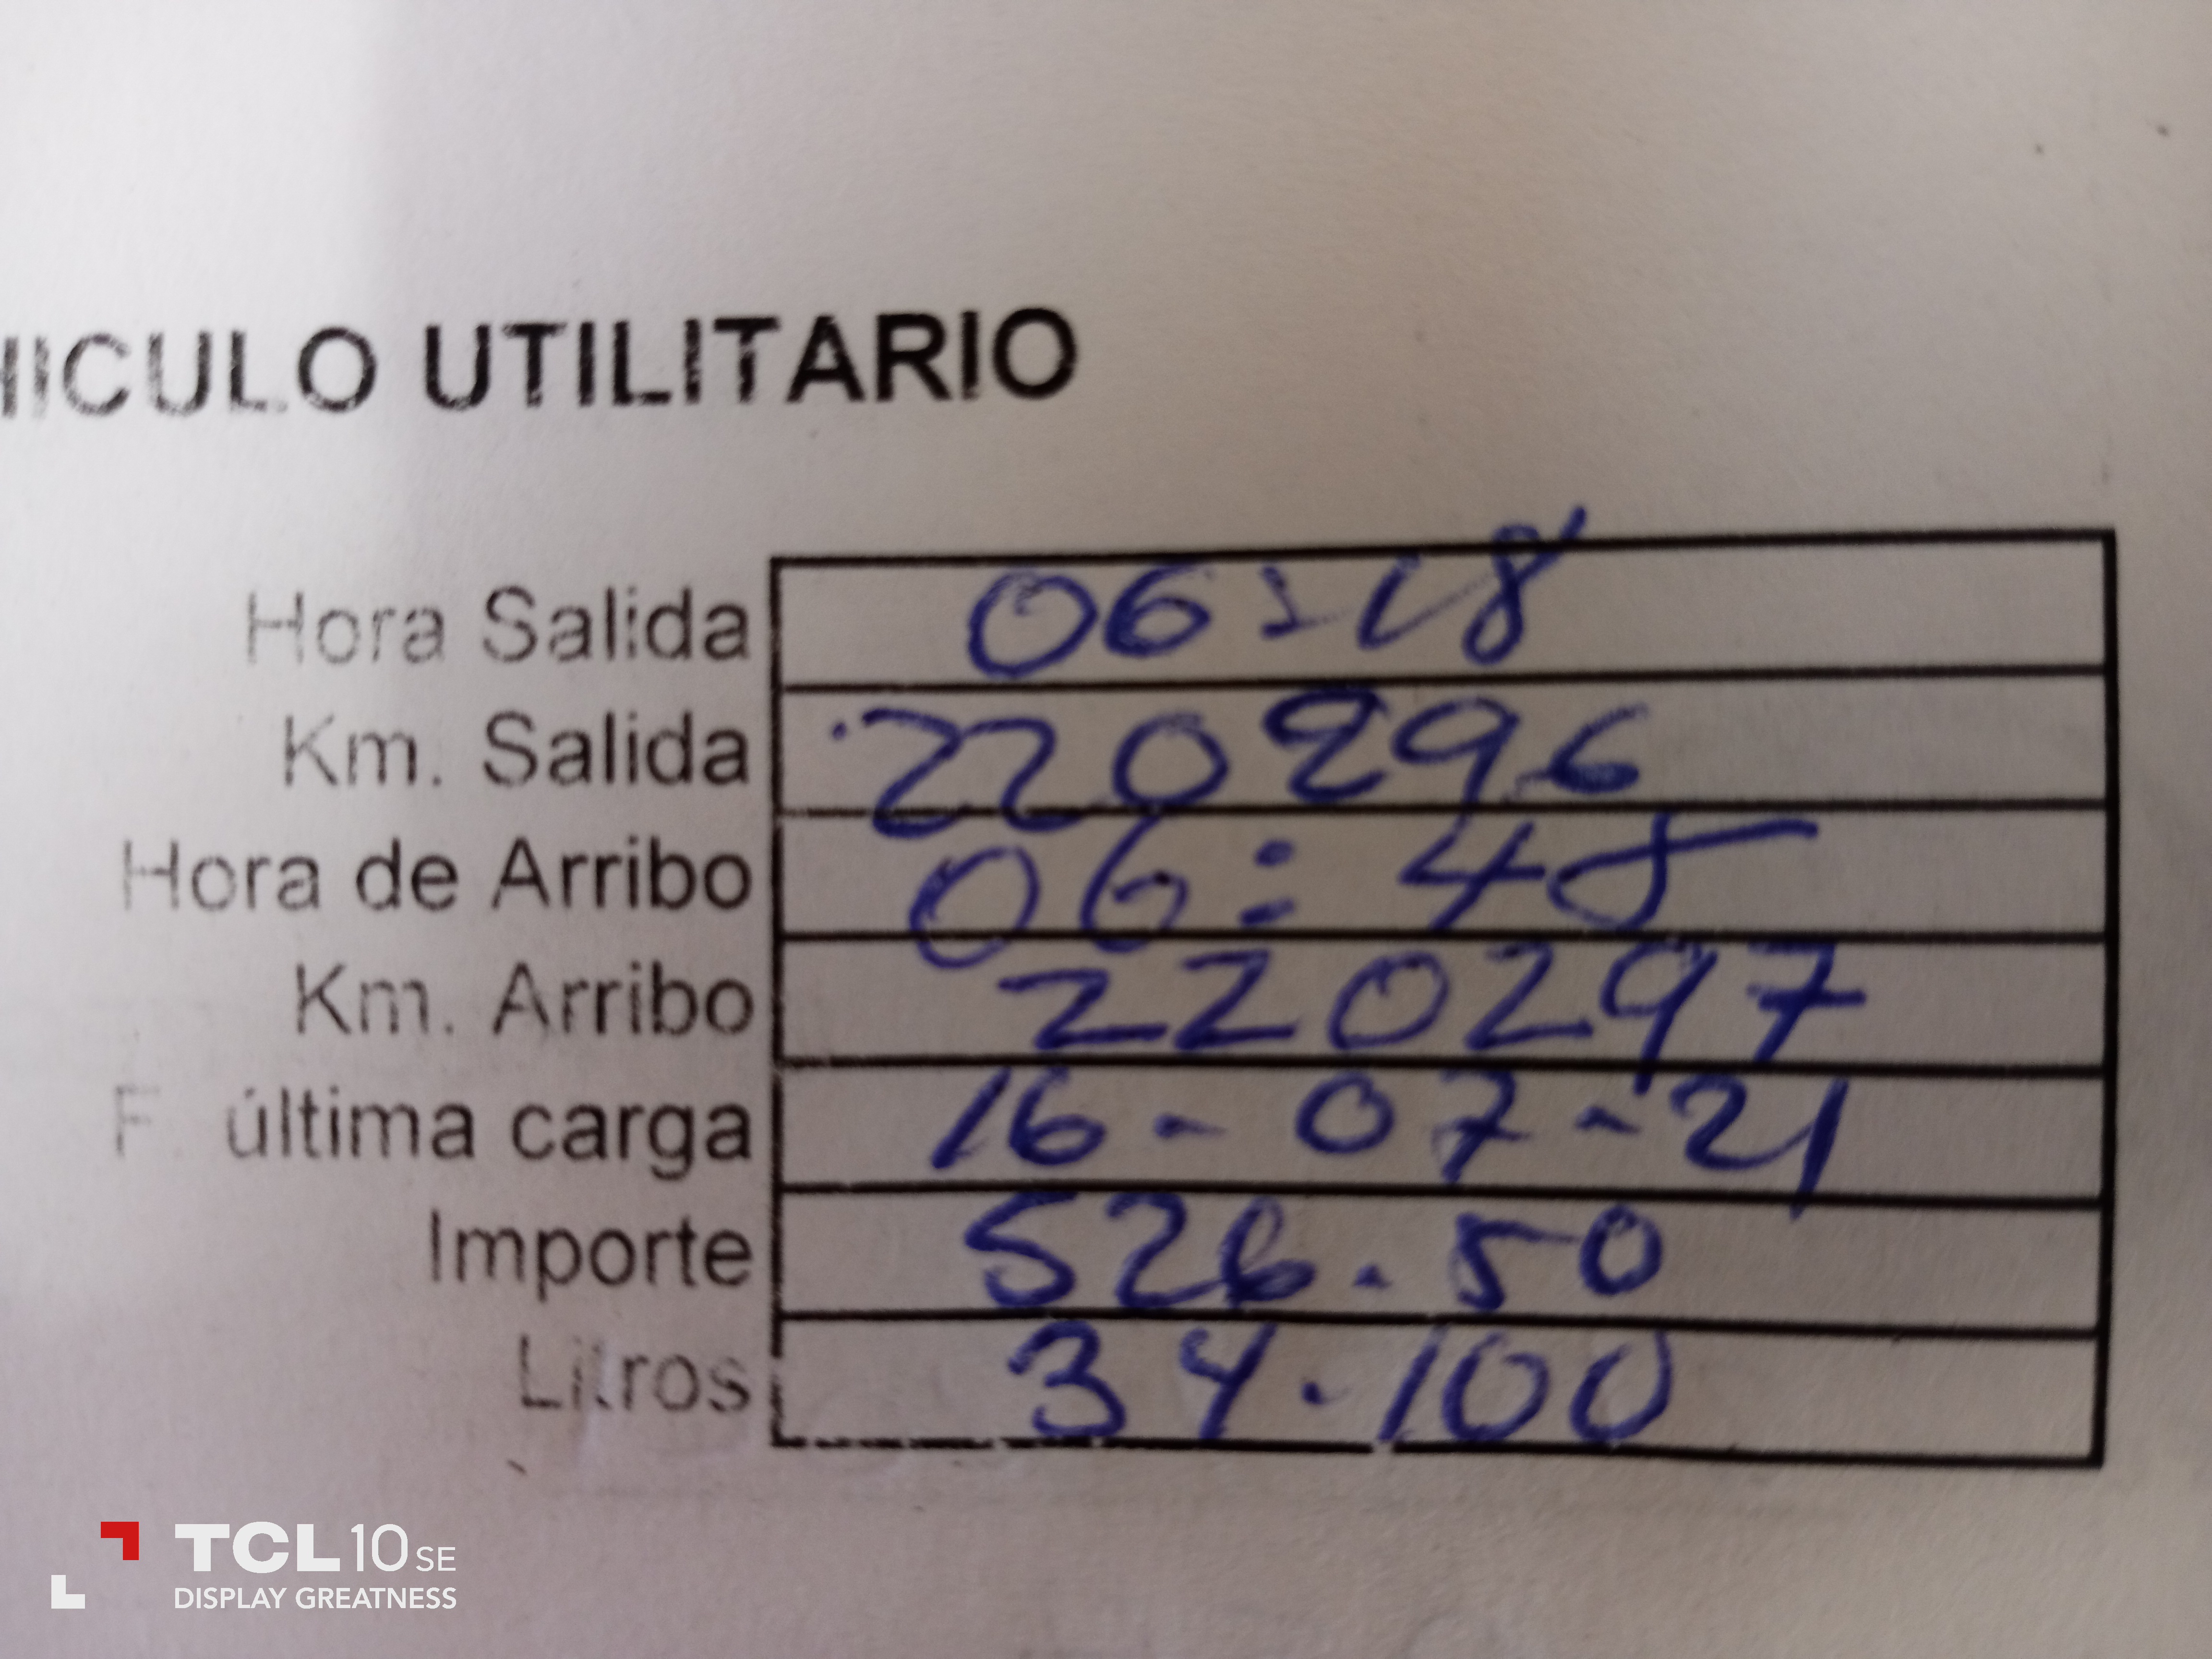 HICULO UTILITARIO
Hora Salida 06:18
Km. Salida 220296
Hora de Arribo 06:48
Km. Arribo 220297
F. última carga 16-07-21
Importe 526.50
Litros 34.100
TCL 10 SE
DISPLAY GREATNESS